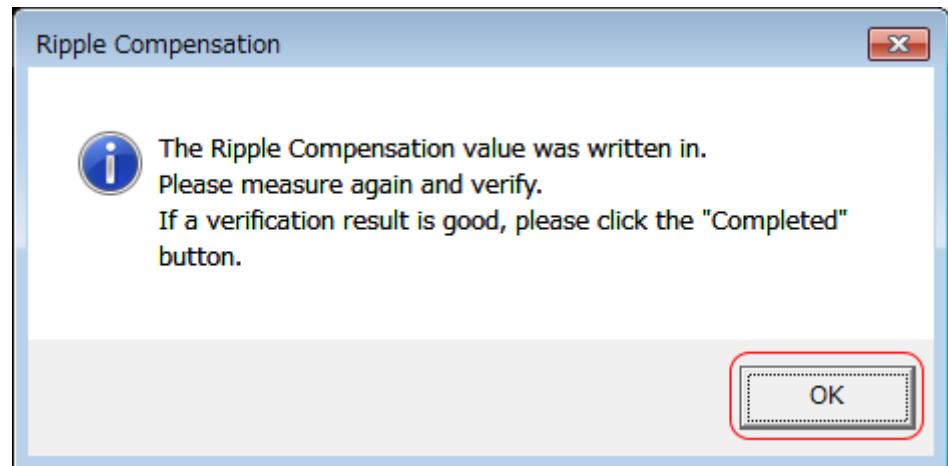 Ripple Compensation
The Ripple Compensation value was written in.
Please measure again and verify.
If a verification result is good, please click the "Completed"
button.
OK